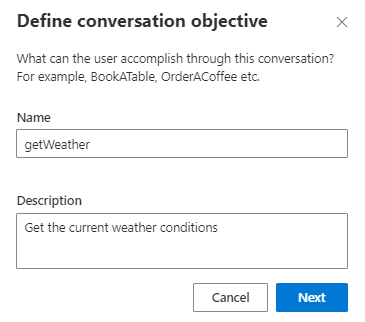 Define conversation objective
What can the user accomplish through this conversation?
For example, BookATable, OrderACoffee etc.
Name
getWeather
Description
Get the current weather conditions
Cancel
Next